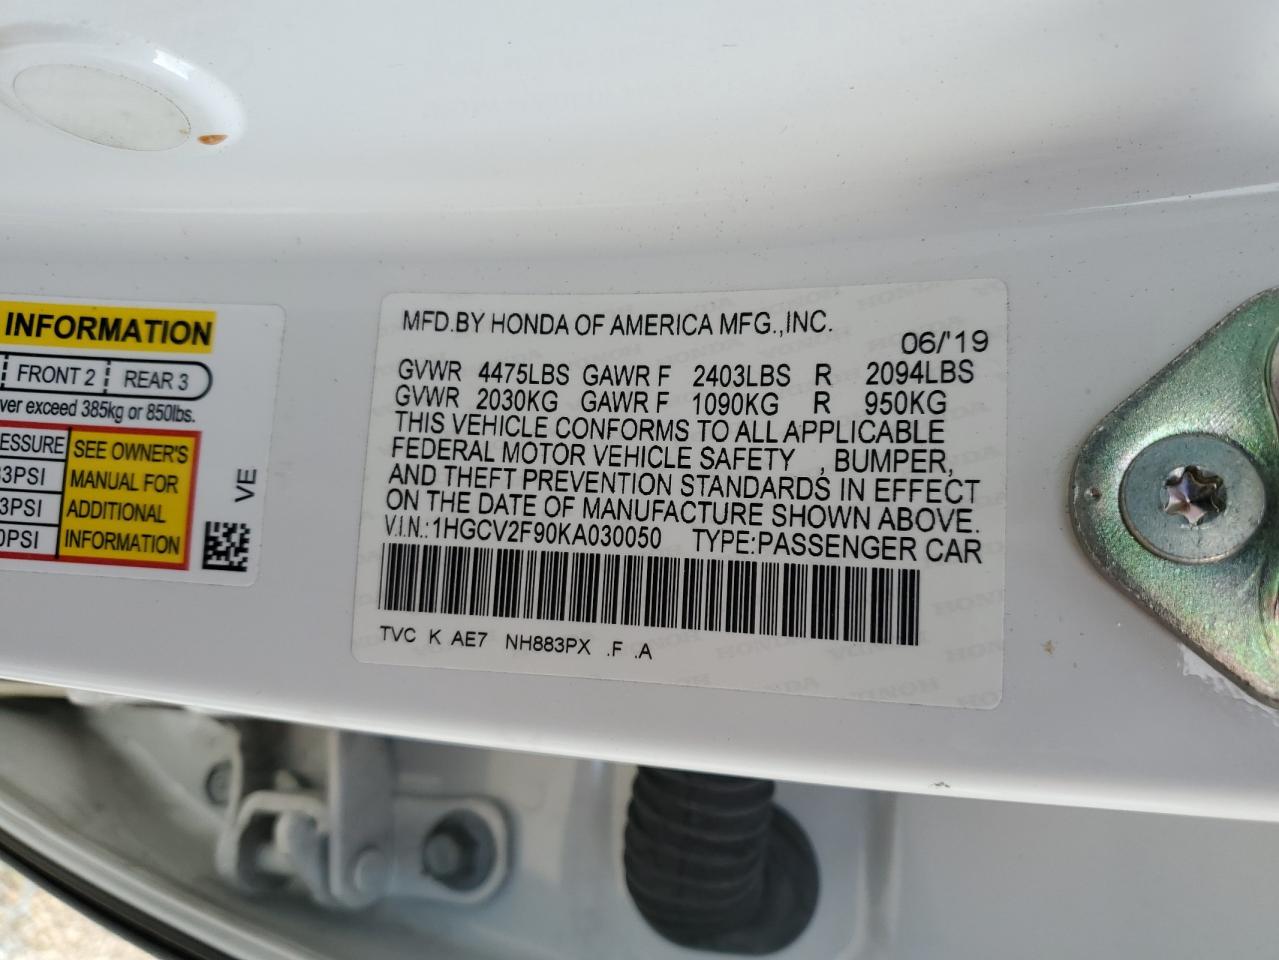 INFORMATION
FRONT 2 REAR 3
ver exceed 385kg or 850lbs.
ESSURE SEE OWNER'S
3PSI MANUAL FOR
3PSI ADDITIONAL
0PSI INFORMATION
VE
MFD.BY HONDA OF AMERICA MFG.,INC.
06/'19
GVWR 4475LBS GAWR F 2403LBS R 2094LBS
GVWR 2030KG GAWR F 1090KG R 950KG
THIS VEHICLE CONFORMS TO ALL APPLICABLE
FEDERAL MOTOR VEHICLE SAFETY , BUMPER,
AND THEFT PREVENTION STANDARDS IN EFFECT
ON THE DATE OF MANUFACTURE SHOWN ABOVE.
V.I.N.:1HGCV2F90KA030050 TYPE:PASSENGER CAR
TVC K AE7 NH883PX .F .A